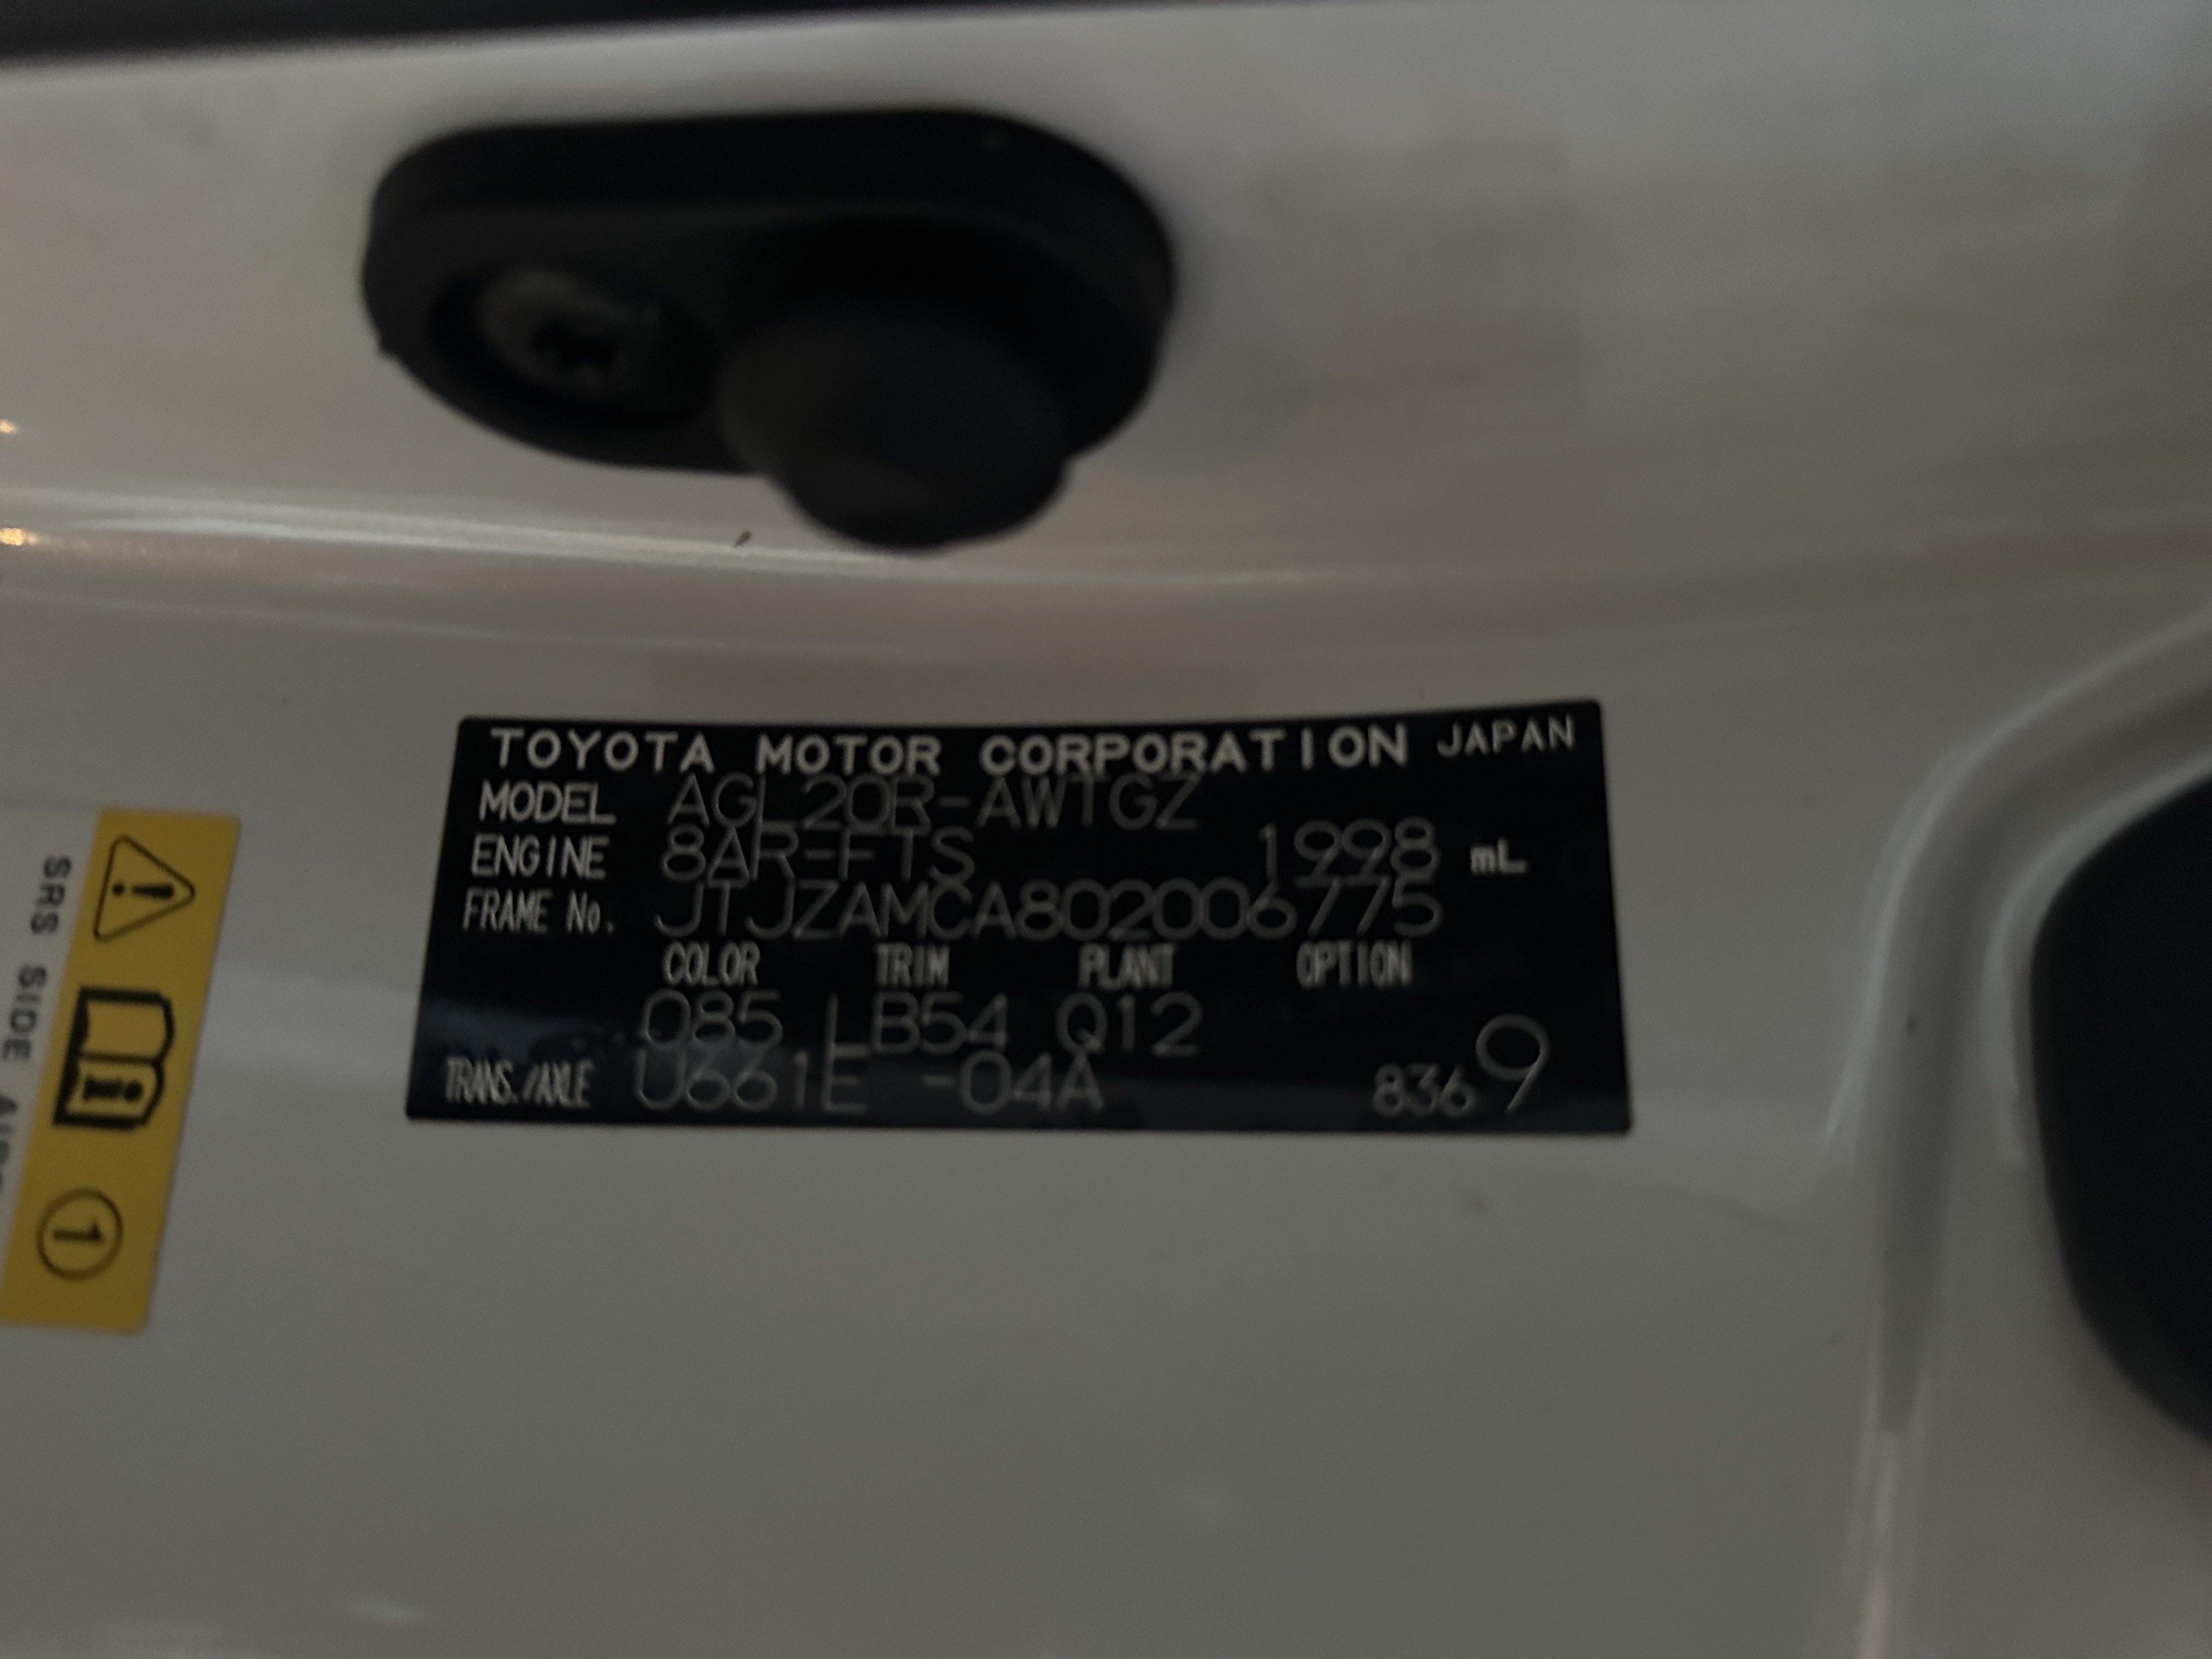 TOYOTA MOTOR CORPORATION JAPAN
MODEL AGL20R-AWTGZ
ENGINE 8AR-FTS 1998 mL
FRAME No. JTJZAMCA802006775
COLOR TRIM PLANT OPTION
085 LB54 Q12
TRANS./AXLE U661E -04A 8369
SRS SIDE
1